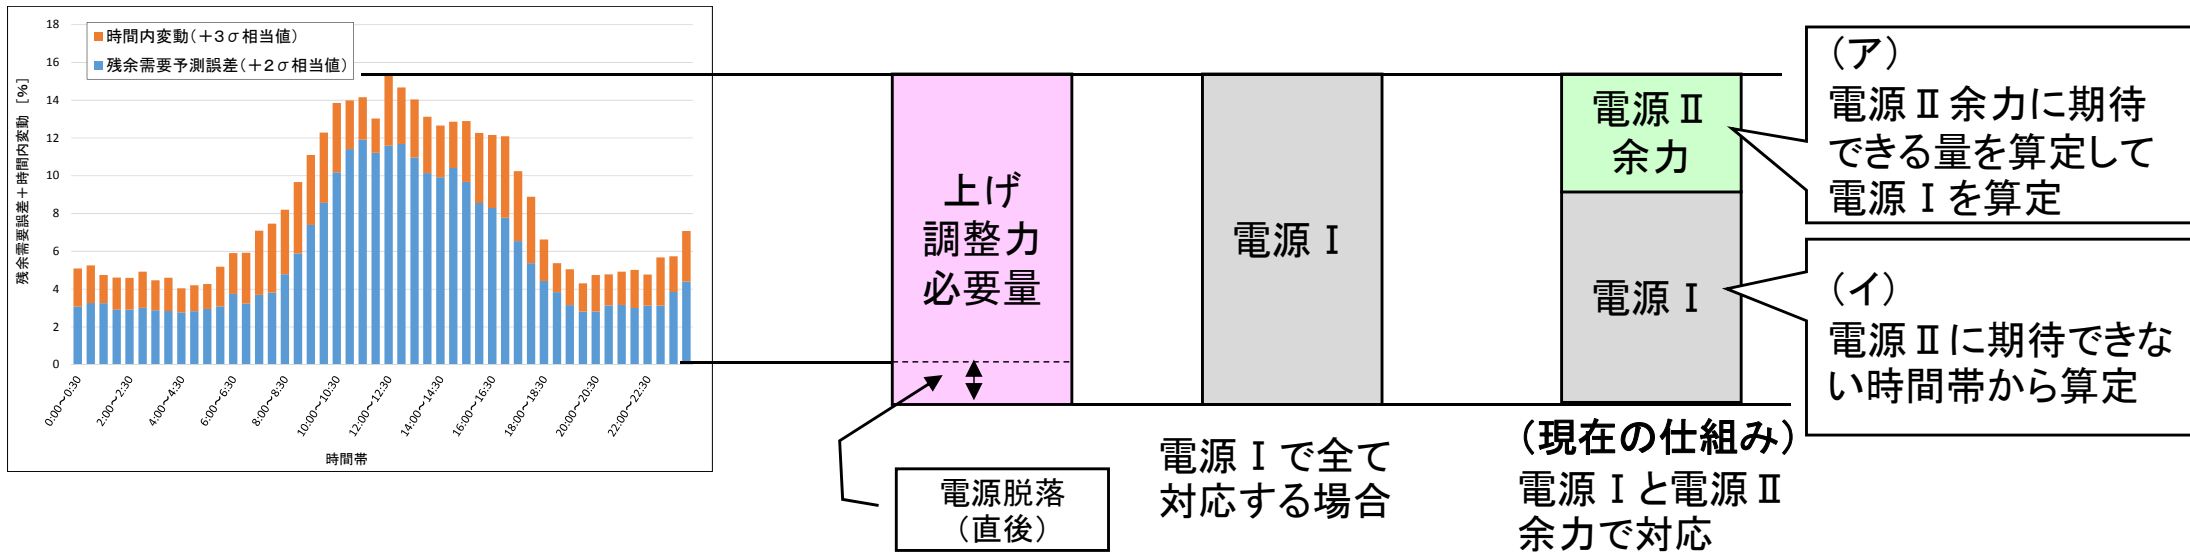 18
16
14
12
10
8
6
4
2
0
残余需要予測誤差+時間内変動 [%]
時間内変動(+3σ相当値)
残余需要予測誤差(+2σ相当値)
0:00~0:30
2:00~2:30
4:00~4:30
6:00~6:30
8:00~8:30
10:00~10:30
12:00~12:30
14:00~14:30
16:00~16:30
18:00~18:30
20:00~20:30
22:00~22:30
時間帯
上げ
調整力
必要量
電源脱落
(直後)
電源Ⅰ
電源Ⅰで全て
対応する場合
電源Ⅱ
余力
電源Ⅰ
(現在の仕組み)
電源Ⅰと電源Ⅱ
余力で対応
(ア)
電源Ⅱ余力に期待
できる量を算定して
電源Ⅰを算定
(イ)
電源Ⅱに期待できな
い時間帯から算定